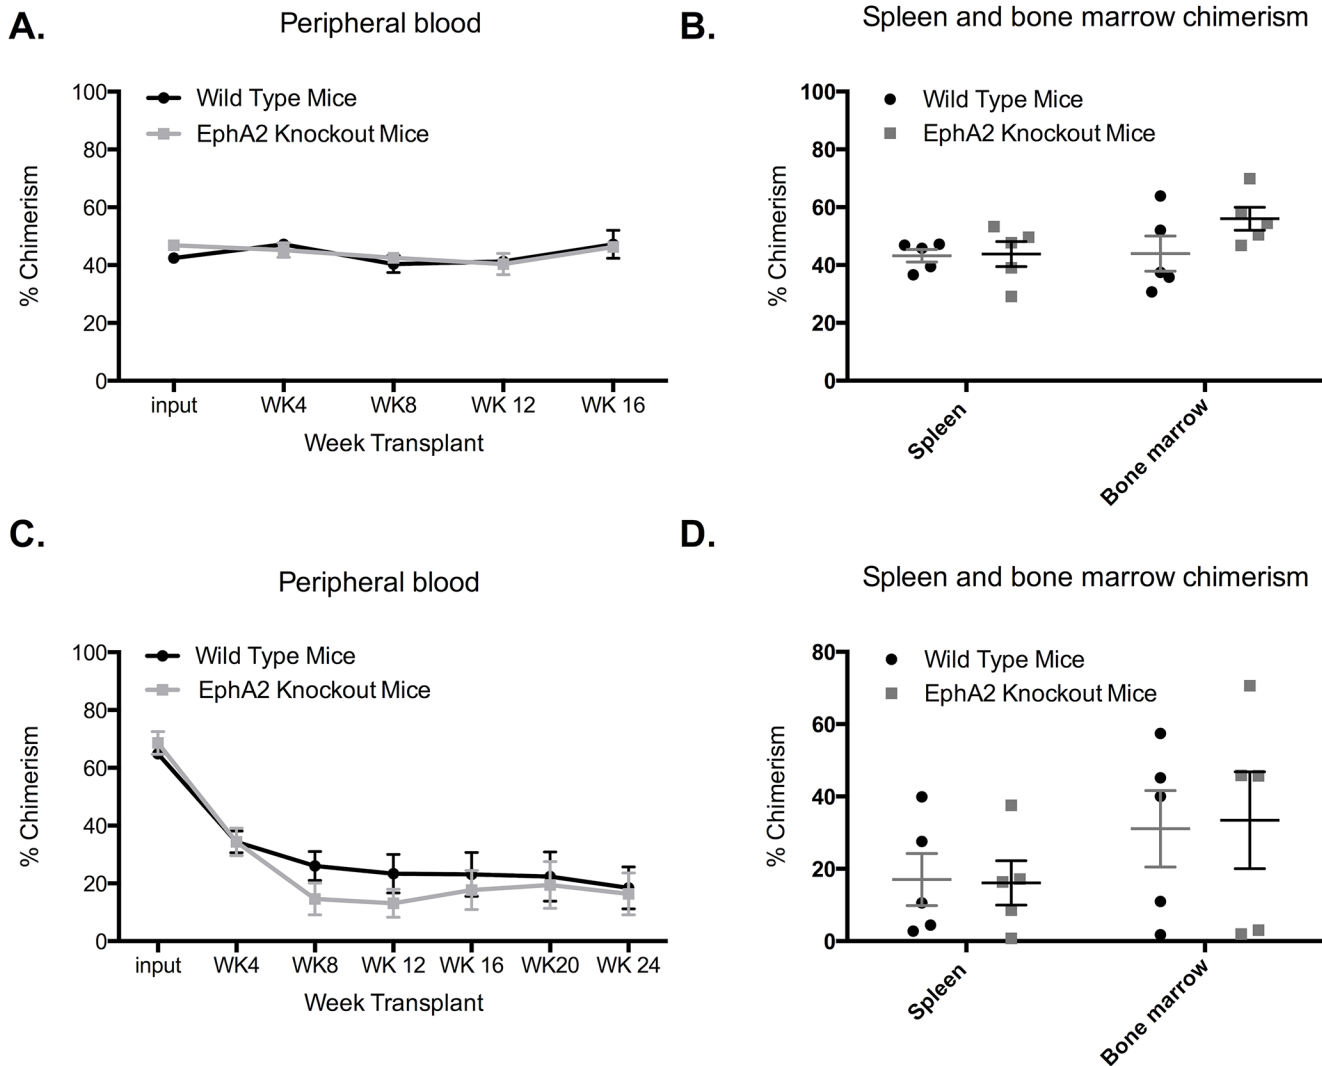 A.
Peripheral blood
Wild Type Mice
EphA2 Knockout Mice
% Chimerism
100
80
60
40
20
0
input WK4 WK8 WK 12 WK 16
Week Transplant
B.
Spleen and bone marrow chimerism
Wild Type Mice
EphA2 Knockout Mice
% Chimerism
100
80
60
40
20
0
Spleen
Bone marrow
C.
Peripheral blood
Wild Type Mice
EphA2 Knockout Mice
% Chimerism
100
80
60
40
20
0
input WK4 WK8 WK 12 WK 16 WK20 WK 24
Week Transplant
D.
Spleen and bone marrow chimerism
Wild Type Mice
EphA2 Knockout Mice
% Chimerism
80
60
40
20
0
Spleen
Bone marrow